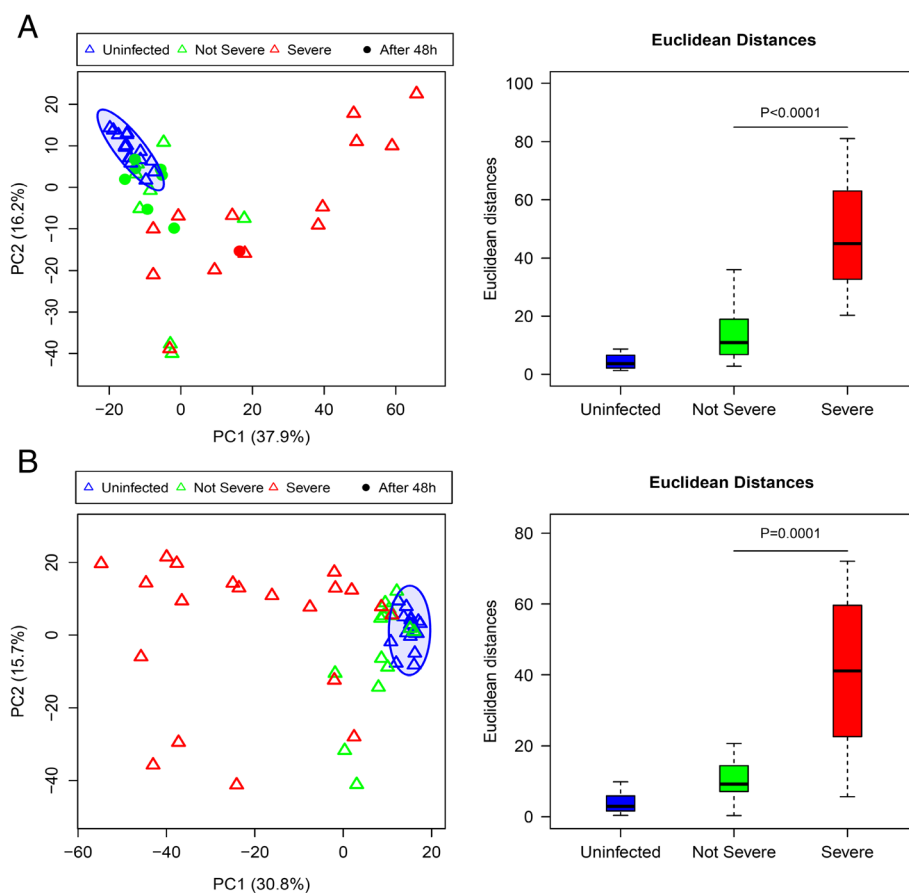 A
Uninfected Not Severe Severe After 48h
PC2 (16.2%)
20
10
0
−10
−20
−30
−40
−20 0 20 40 60
PC1 (37.9%)
Euclidean Distances
Euclidean distances
100
80
60
40
20
0
P<0.0001
Uninfected Not Severe Severe
B
Uninfected Not Severe Severe After 48h
PC2 (15.7%)
20
0
−20
−40
−60 −40 −20 0 20
PC1 (30.8%)
Euclidean Distances
Euclidean distances
80
60
40
20
0
P=0.0001
Uninfected Not Severe Severe